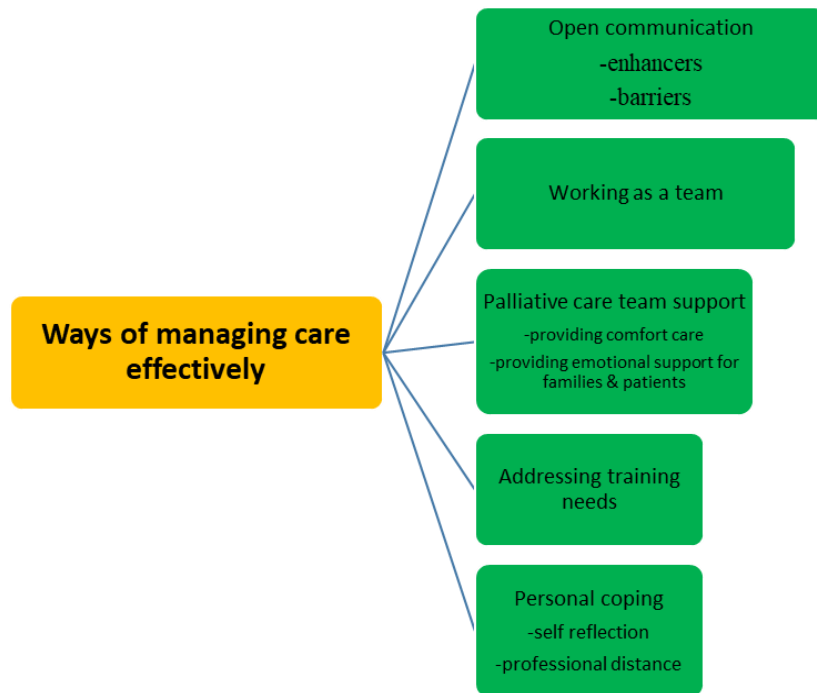 Open communication
-enhancers
-barriers
Working as a team
Ways of managing care
effectively
Palliative care team support
-providing comfort care
-providing emotional support for
families & patients
Addressing training
needs
Personal coping
-self reflection
-professional distance